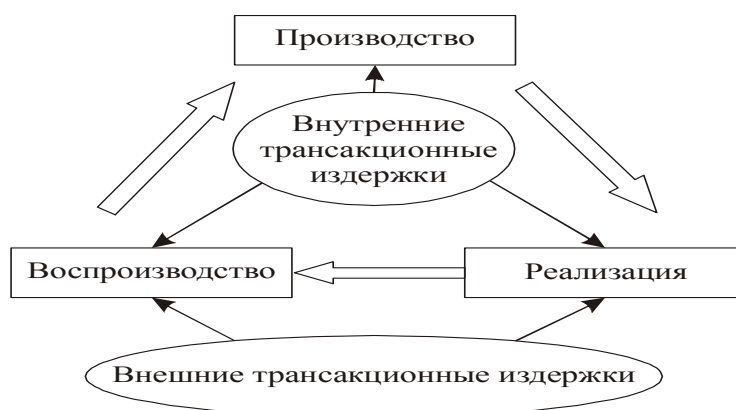 Производство
Внутренние
трансакционные
издержки
Воспроизводство
Реализация
Внешние трансакционные издержки